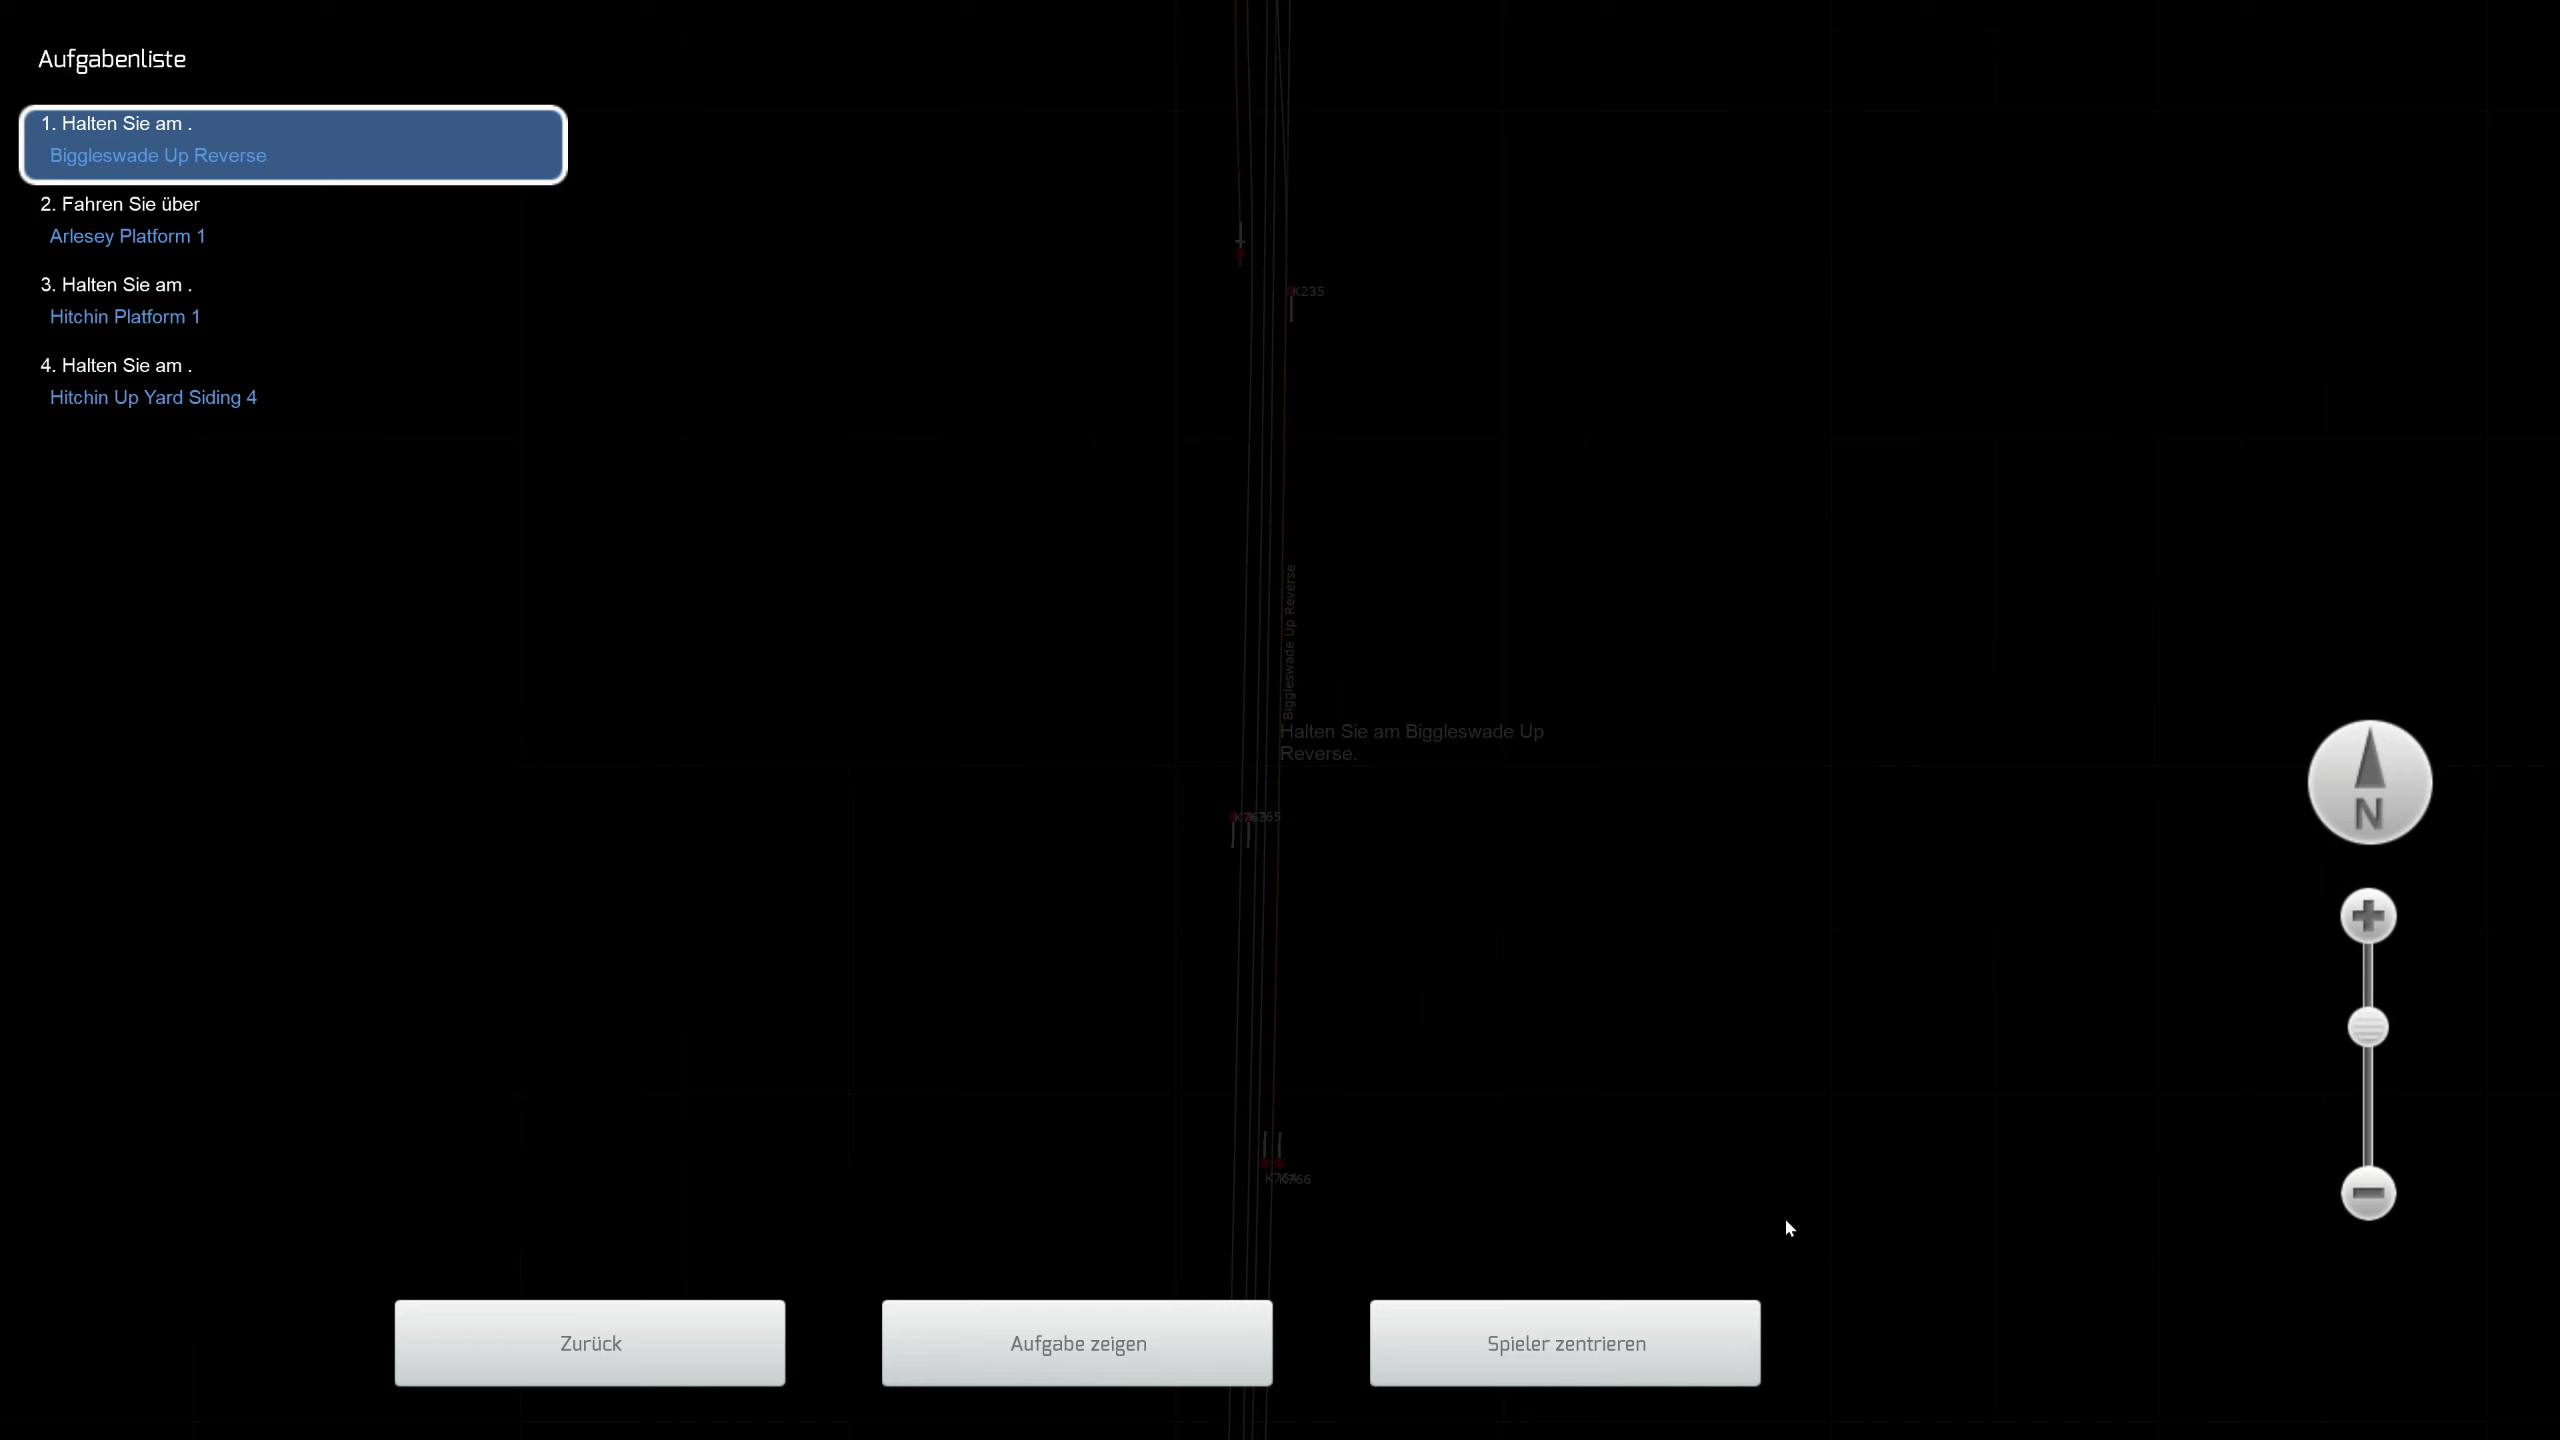 Aufgabenliste
1. Halten Sie am .
Biggleswade Up Reverse
2. Fahren Sie über
Arlesey Platform 1
3. Halten Sie am .
Hitchin Platform 1
4. Halten Sie am .
Hitchin Up Yard Siding 4
K235
Biggleswade Up Reverse
Halten Sie am Biggleswade Up
Reverse.
N
Zurück
Aufgabe zeigen
Spieler zentrieren